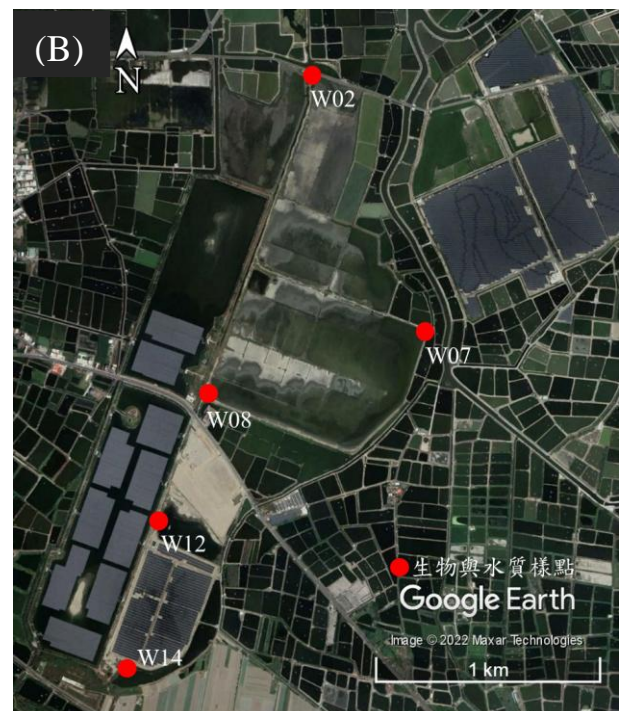 (B)
N
W02
W07
W08
W12
生物與水質樣點
Google Earth
Image © 2022 Maxar Technologies
W14
1 km